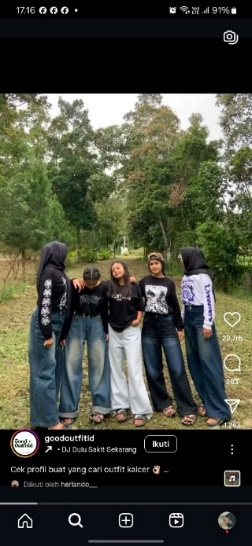 17.16
91%
20,7rb
203
goodoutfitid
• DJ Dulu Sakit Sekarang
Ikuti
Cek profil buat yang cari outfit kalcer 👌🏻 ...
Diikuti oleh herlando__